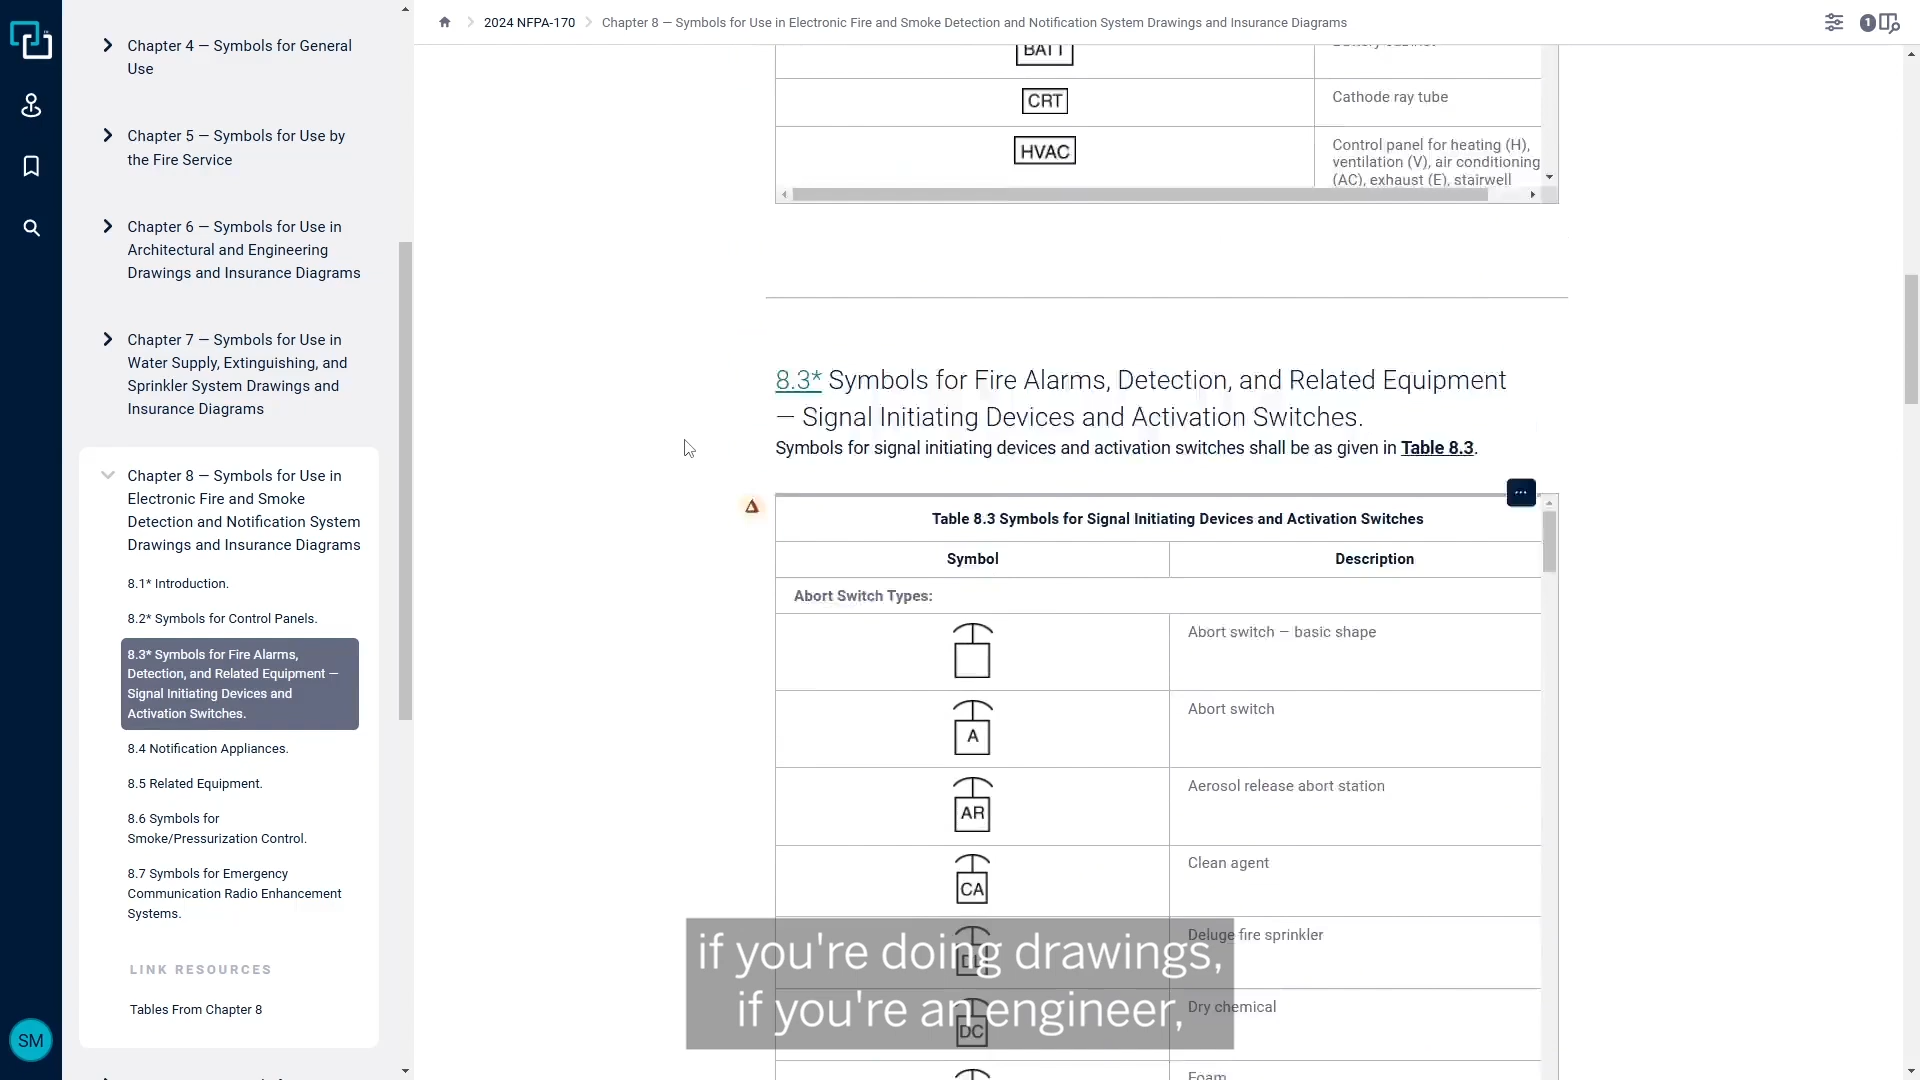 2024 NFPA-170
Chapter 8 — Symbols for Use in Electronic Fire and Smoke Detection and Notification System Drawings and Insurance Diagrams
1
Chapter 4 — Symbols for General
Use
Chapter 5 — Symbols for Use by
the Fire Service
Chapter 6 — Symbols for Use in
Architectural and Engineering
Drawings and Insurance Diagrams
Chapter 7 — Symbols for Use in
Water Supply, Extinguishing, and
Sprinkler System Drawings and
Insurance Diagrams
Chapter 8 — Symbols for Use in
Electronic Fire and Smoke
Detection and Notification System
Drawings and Insurance Diagrams
8.1* Introduction.
8.2* Symbols for Control Panels.
8.3* Symbols for Fire Alarms,
Detection, and Related Equipment —
Signal Initiating Devices and
Activation Switches.
8.4 Notification Appliances.
8.5 Related Equipment.
8.6 Symbols for
Smoke/Pressurization Control.
8.7 Symbols for Emergency
Communication Radio Enhancement
Systems.
LINK RESOURCES
Tables From Chapter 8
SM
BATT
CRT
Cathode ray tube
HVAC
Control panel for heating (H),
ventilation (V), air conditioning
(AC), exhaust (E), stairwell
8.3* Symbols for Fire Alarms, Detection, and Related Equipment
— Signal Initiating Devices and Activation Switches.
Symbols for signal initiating devices and activation switches shall be as given in Table 8.3.
Table 8.3 Symbols for Signal Initiating Devices and Activation Switches
Symbol Description
Abort Switch Types:
Abort switch — basic shape
A Abort switch
AR Aerosol release abort station
CA Clean agent
Deluge fire sprinkler
DC Dry chemical
Foam
if you're doing drawings,
if you're an engineer,